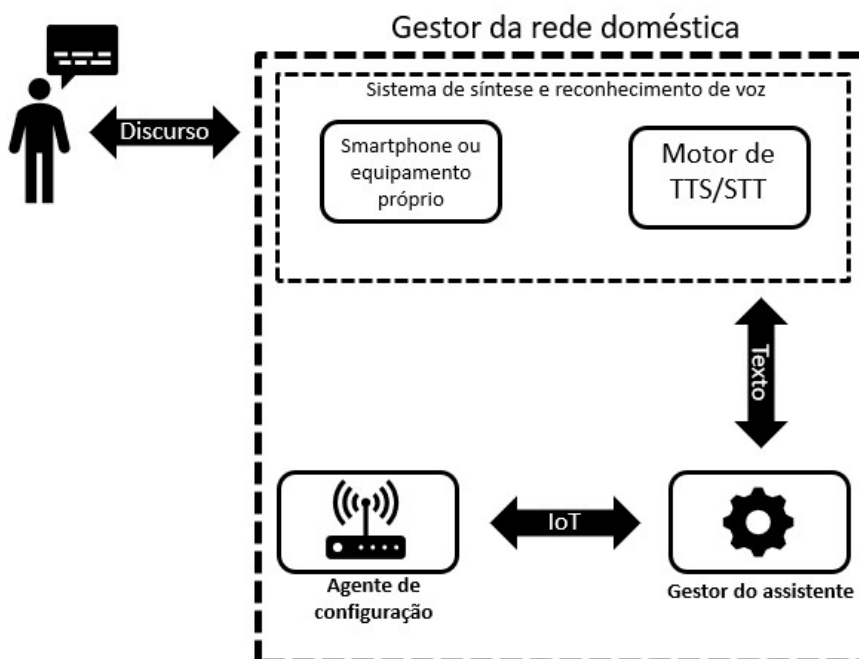 Gestor da rede doméstica
Sistema de síntese e reconhecimento de voz
Discurso
Smartphone ou
equipamento
próprio
Motor de
TTS/STT
Texto
IoT
Agente de
configuração
Gestor do assistente